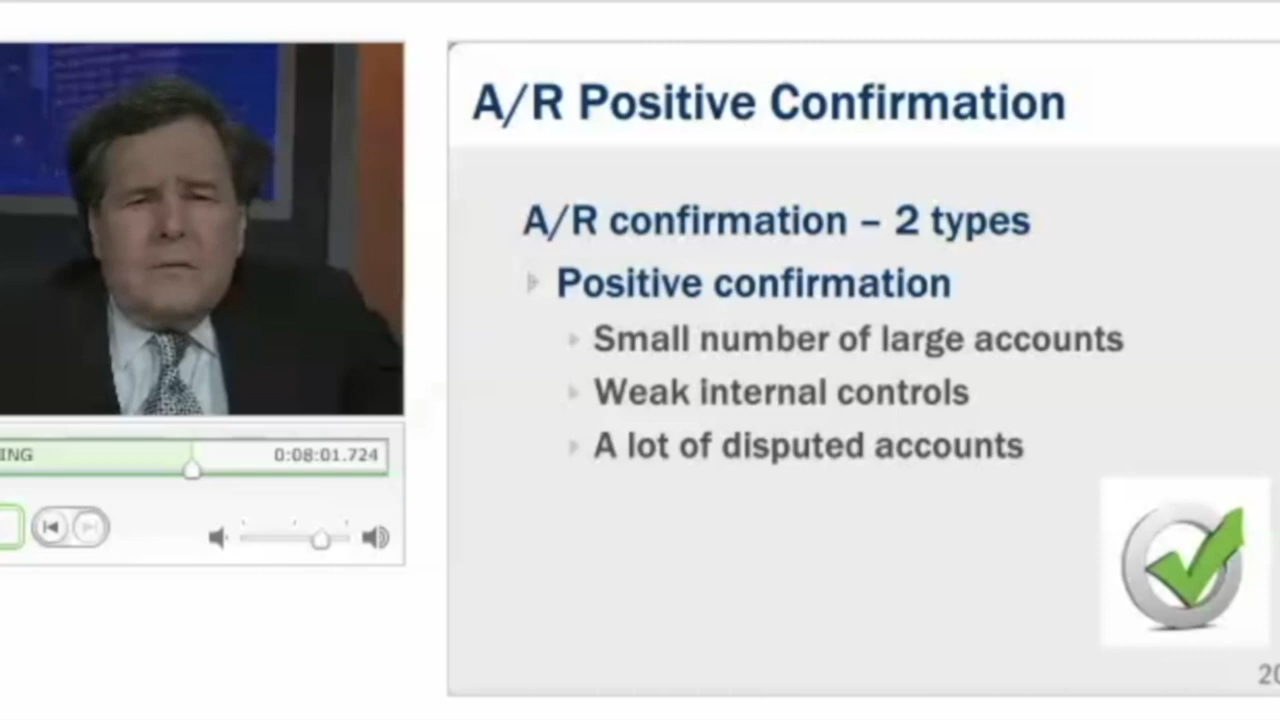 A/R Positive Confirmation
A/R confirmation – 2 types
Positive confirmation
Small number of large accounts
Weak internal controls
A lot of disputed accounts
ING
0:08:01.724
20